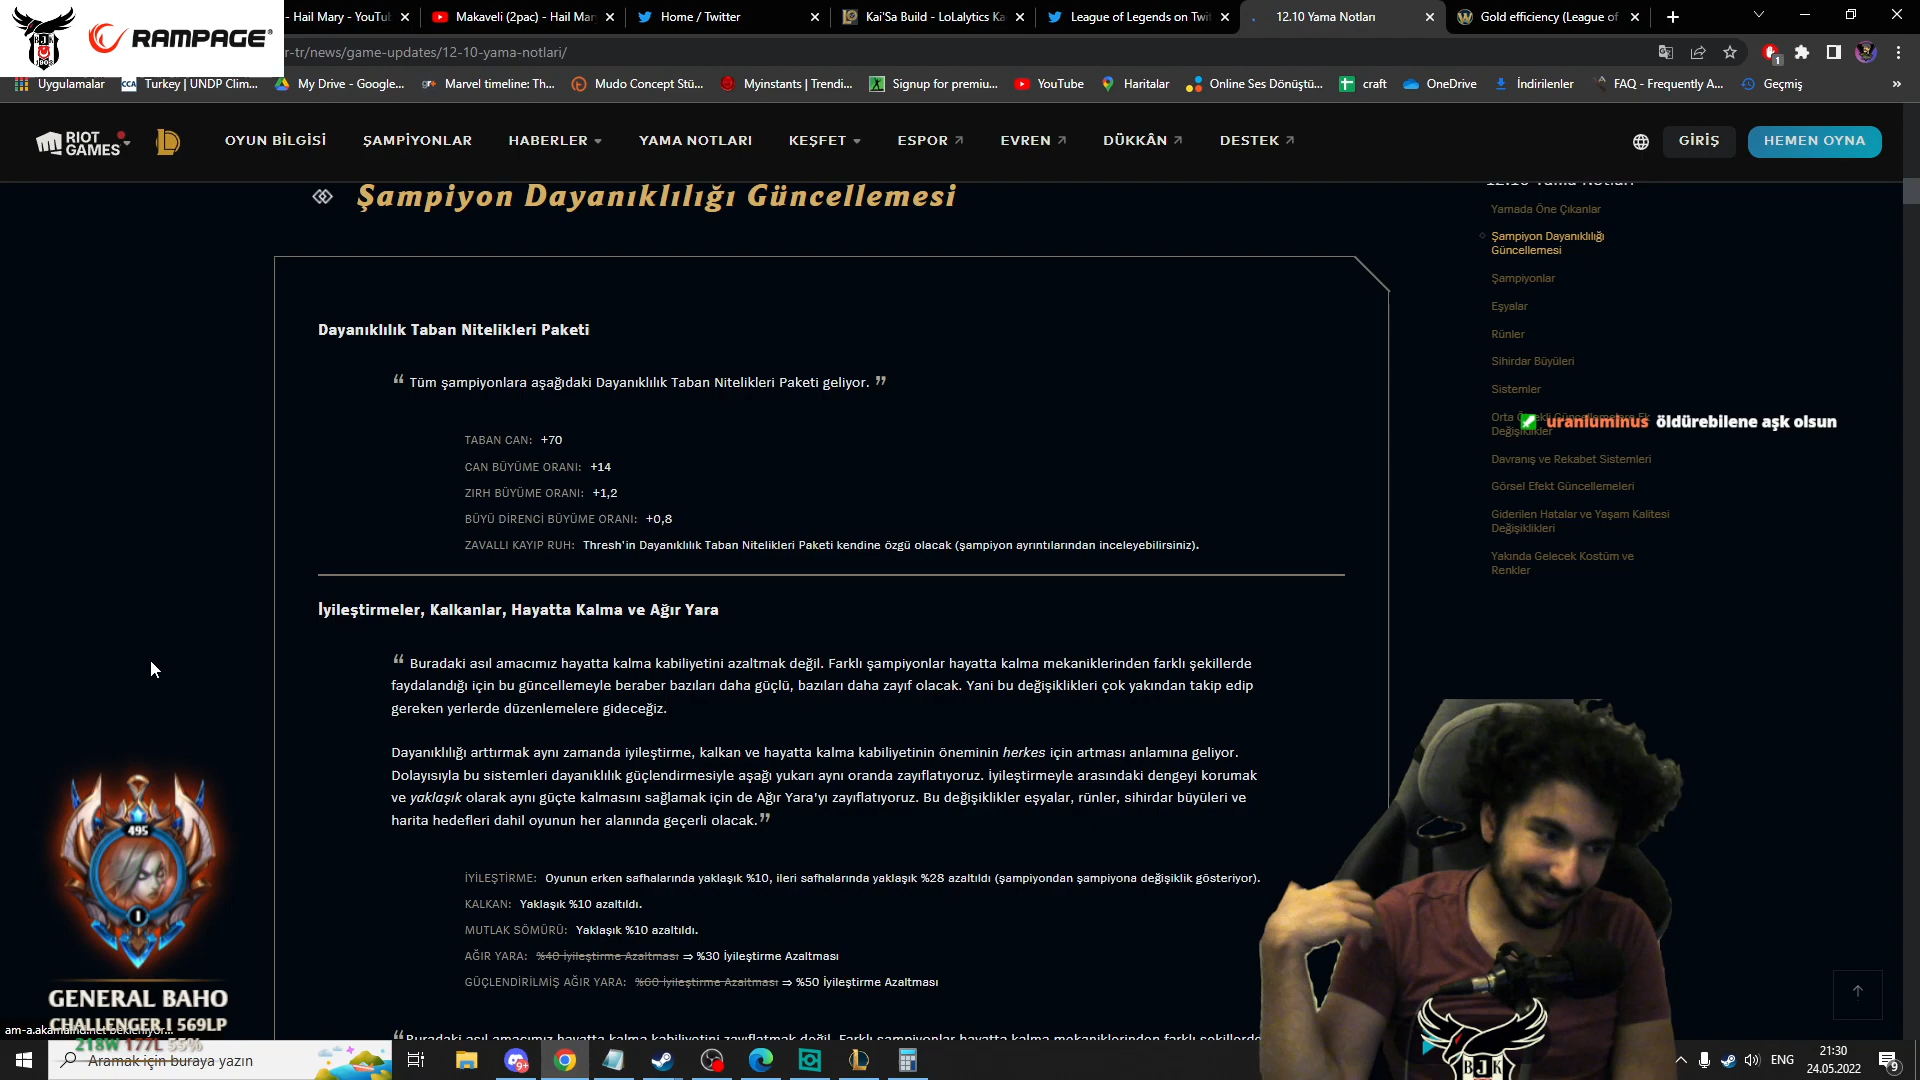 - Hail Mary - YouTu
Makaveli (2pac) - Hail Mar
Home / Twitter
Kai'Sa Build - LoLalytics Ka
League of Legends on Twi
12.10 Yama Notları
Gold efficiency (League of
BJK
RAMPAGE
r-tr/news/game-updates/12-10-yama-notlari/
1
Uygulamalar
CCA
Turkey | UNDP Clim...
My Drive - Google...
Marvel timeline: Th...
Mudo Concept Stü...
Myinstants | Trendi...
Signup for premiu...
YouTube
Haritalar
Online Ses Dönüştü...
craft
OneDrive
İndirilenler
FAQ - Frequently A...
Geçmiş
»
RIOT
GAMES
OYUN BİLGİSİ
ŞAMPİYONLAR
HABERLER
YAMA NOTLARI
KEŞFET
ESPOR
EVREN
DÜKKÂN
DESTEK
GİRİŞ
HEMEN OYNA
Şampiyon Dayanıklılığı Güncellemesi
Dayanıklılık Taban Nitelikleri Paketi
“ Tüm şampiyonlara aşağıdaki Dayanıklılık Taban Nitelikleri Paketi geliyor. ”
TABAN CAN: +70
CAN BÜYÜME ORANI: +14
ZIRH BÜYÜME ORANI: +1,2
BÜYÜ DİRENCİ BÜYÜME ORANI: +0,8
ZAVALLI KAYIP RUH: Thresh'in Dayanıklılık Taban Nitelikleri Paketi kendine özgü olacak (şampiyon ayrıntılarından inceleyebilirsiniz).
İyileştirmeler, Kalkanlar, Hayatta Kalma ve Ağır Yara
“ Buradaki asıl amacımız hayatta kalma kabiliyetini azaltmak değil. Farklı şampiyonlar hayatta kalma mekaniklerinden farklı şekillerde
faydalandığı için bu güncellemeyle beraber bazıları daha güçlü, bazıları daha zayıf olacak. Yani bu değişiklikleri çok yakından takip edip
gereken yerlerde düzenlemelere gideceğiz.
Dayanıklılığı arttırmak aynı zamanda iyileştirme, kalkan ve hayatta kalma kabiliyetinin öneminin herkes için artması anlamına geliyor.
Dolayısıyla bu sistemleri dayanıklılık güçlendirmesiyle aşağı yukarı aynı oranda zayıflatıyoruz. İyileştirmeyle arasındaki dengeyi korumak
ve yaklaşık olarak aynı güçte kalmasını sağlamak için de Ağır Yara'yı zayıflatıyoruz. Bu değişiklikler eşyalar, rünler, sihirdar büyüleri ve
harita hedefleri dahil oyunun her alanında geçerli olacak.”
İYİLEŞTİRME: Oyunun erken safhalarında yaklaşık %10, ileri safhalarında yaklaşık %28 azaltıldı (şampiyondan şampiyona değişiklik gösteriyor).
KALKAN: Yaklaşık %10 azaltıldı.
MUTLAK SÖMÜRÜ: Yaklaşık %10 azaltıldı.
AĞIR YARA: %40 İyileştirme Azaltması ⇒ %30 İyileştirme Azaltması
GÜÇLENDİRİLMİŞ AĞIR YARA: %60 İyileştirme Azaltması ⇒ %50 İyileştirme Azaltması
“Buradaki asıl amacımız hayatta kalma kabiliyetini zayıflatmak değil. Farklı şampiyonlar hayatta kalma mekaniklerinden farklı şekillerde
12.10 Yama Notları
Yamada Öne Çıkanlar
Şampiyon Dayanıklılığı
Güncellemesi
Şampiyonlar
Eşyalar
Rünler
Sihirdar Büyüleri
Sistemler
Değişiklikler
uraniuminus öldürebilene aşk olsun
Davranış ve Rekabet Sistemleri
Görsel Efekt Güncellemeleri
Giderilen Hatalar ve Yaşam Kalitesi
Değişiklikleri
Yakında Gelecek Kostüm ve
Renkler
495
I
GENERAL BAHO
CHALLENGER I 569LP
218W 177L 55%
Aramak için buraya yazın
9+
BJK
ENG
21:30
24.05.2022
9